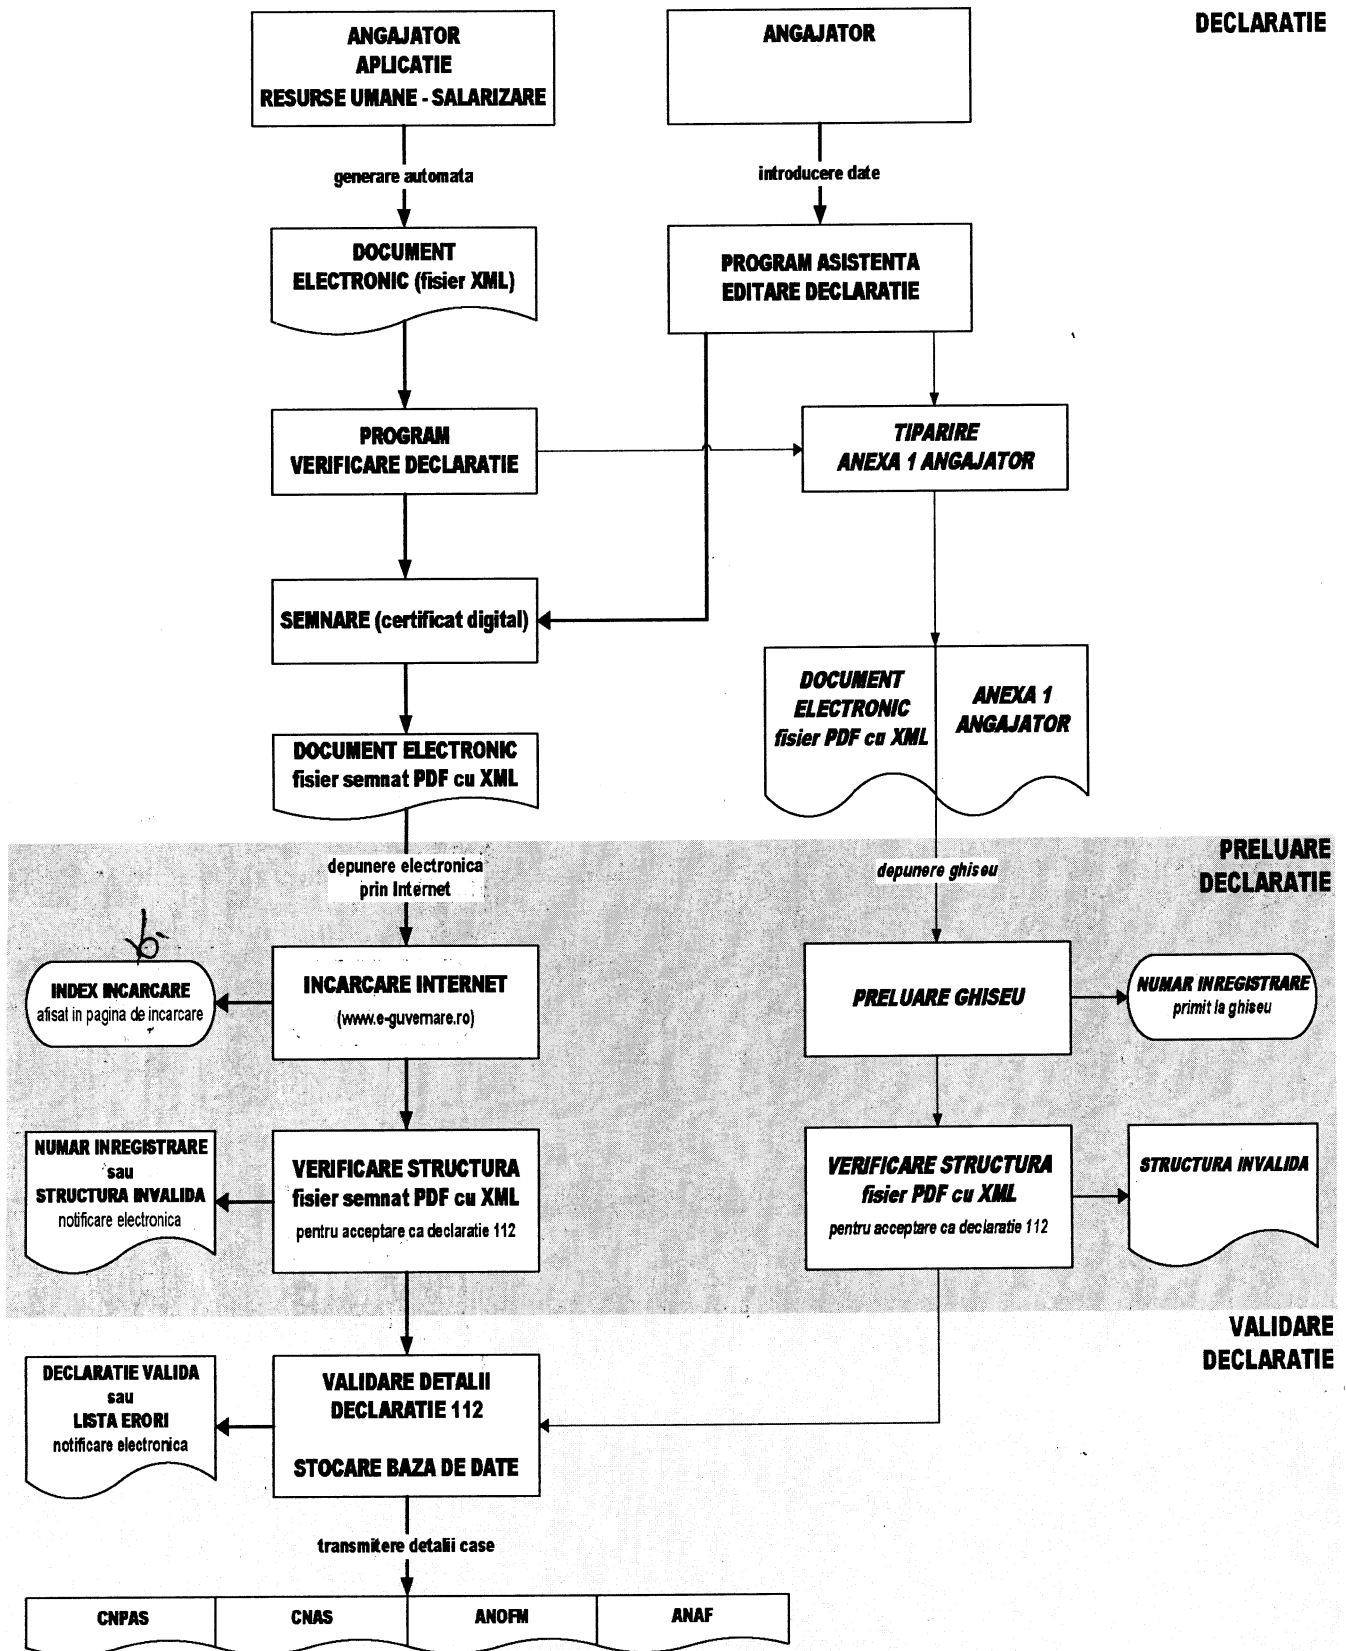 DECLARATIE
ANGAJATOR
APLICATIE
RESURSE UMANE - SALARIZARE
ANGAJATOR
generare automata
introducere date
DOCUMENT
ELECTRONIC (fisier XML)
PROGRAM ASISTENTA
EDITARE DECLARATIE
PROGRAM
VERIFICARE DECLARATIE
TIPARIRE
ANEXA 1 ANGAJATOR
SEMNARE (certificat digital)
DOCUMENT
ELECTRONIC
fisier PDF cu XML
ANEXA 1
ANGAJATOR
DOCUMENT ELECTRONIC
fisier semnat PDF cu XML
PRELUARE
DECLARATIE
depunere electronica
prin Internet
depunere ghiseu
INDEX INCARCARE
afisat in pagina de incarcare
INCARCARE INTERNET
(www.e-guvernare.ro)
PRELUARE GHISEU
NUMAR INREGISTRARE
primit la ghiseu
NUMAR INREGISTRARE
sau
STRUCTURA INVALIDA
notificare electronica
VERIFICARE STRUCTURA
fisier semnat PDF cu XML
pentru acceptare ca declaratie 112
VERIFICARE STRUCTURA
fisier PDF cu XML
pentru acceptare ca declaratie 112
STRUCTURA INVALIDA
VALIDARE
DECLARATIE
DECLARATIE VALIDA
sau
LISTA ERORI
notificare electronica
VALIDARE DETALII
DECLARATIE 112
STOCARE BAZA DE DATE
transmitere detalii case
CNPAS
CNAS
ANOFM
ANAF